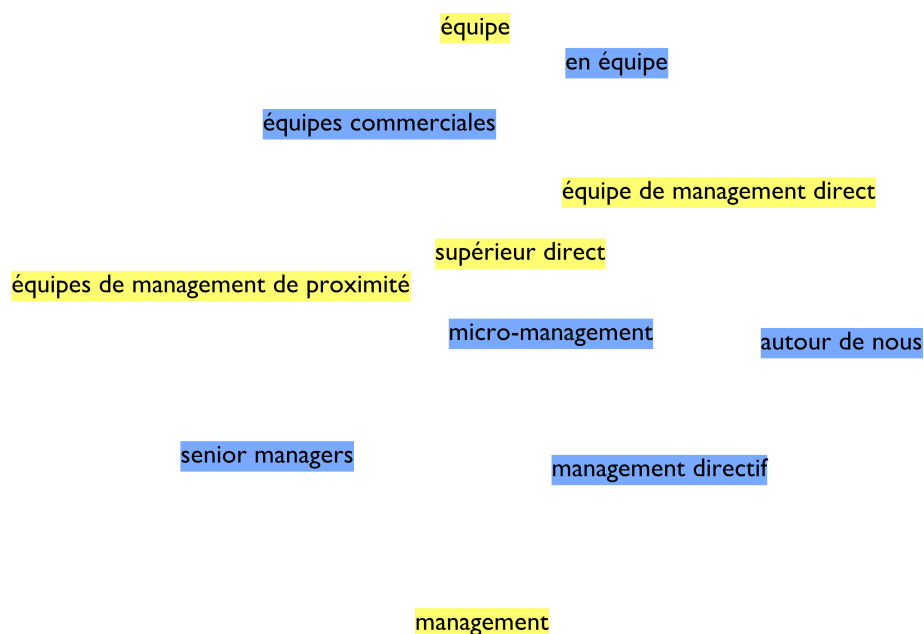 équipe
en équipe
équipes commerciales
équipe de management direct
supérieur direct
équipes de management de proximité
micro-management
autour de nous
senior managers
management directif
management